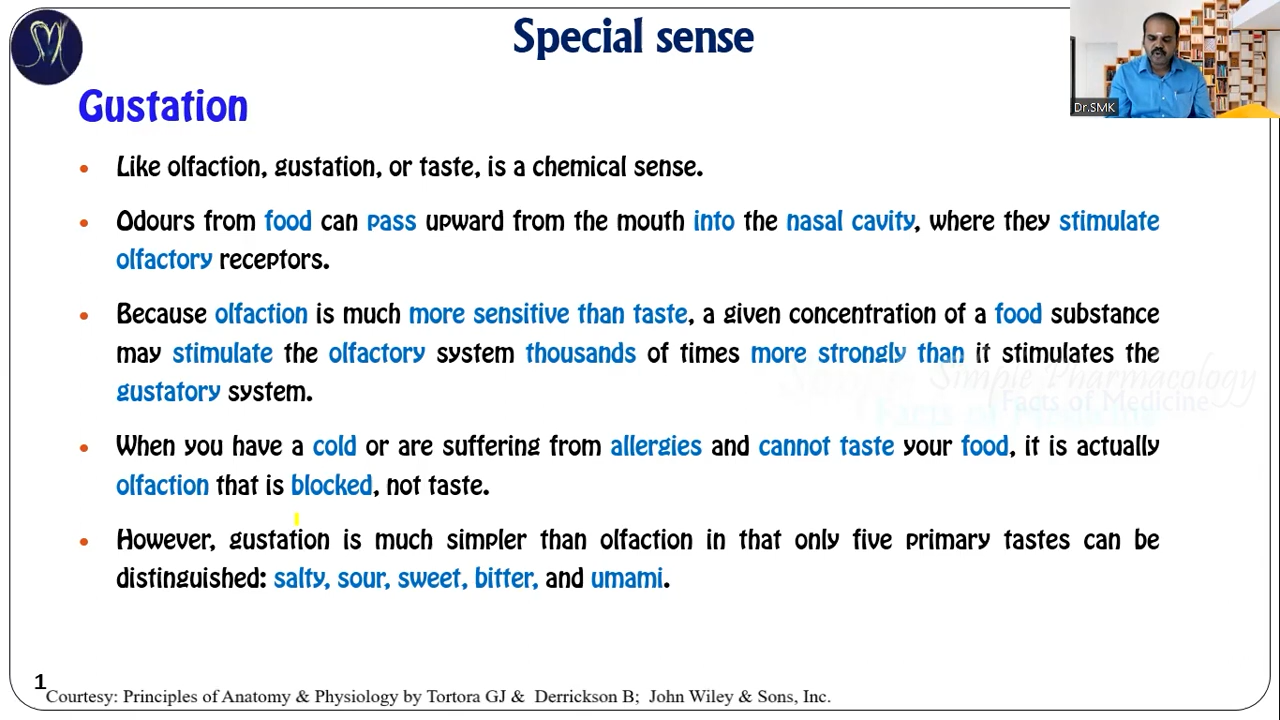 Special sense
Dr.SMK
Gustation
Like olfaction, gustation, or taste, is a chemical sense.
Odours from food can pass upward from the mouth into the nasal cavity, where they stimulate
olfactory receptors.
Because olfaction is much more sensitive than taste, a given concentration of a food substance
may stimulate the olfactory system thousands of times more strongly than it stimulates the
gustatory system.
Simple Pharmacology
Facts of Medicine
When you have a cold or are suffering from allergies and cannot taste your food, it is actually
olfaction that is blocked, not taste.
However, gustation is much simpler than olfaction in that only five primary tastes can be
distinguished: salty, sour, sweet, bitter, and umami.
1
Courtesy: Principles of Anatomy & Physiology by Tortora GJ & Derrickson B; John Wiley & Sons, Inc.